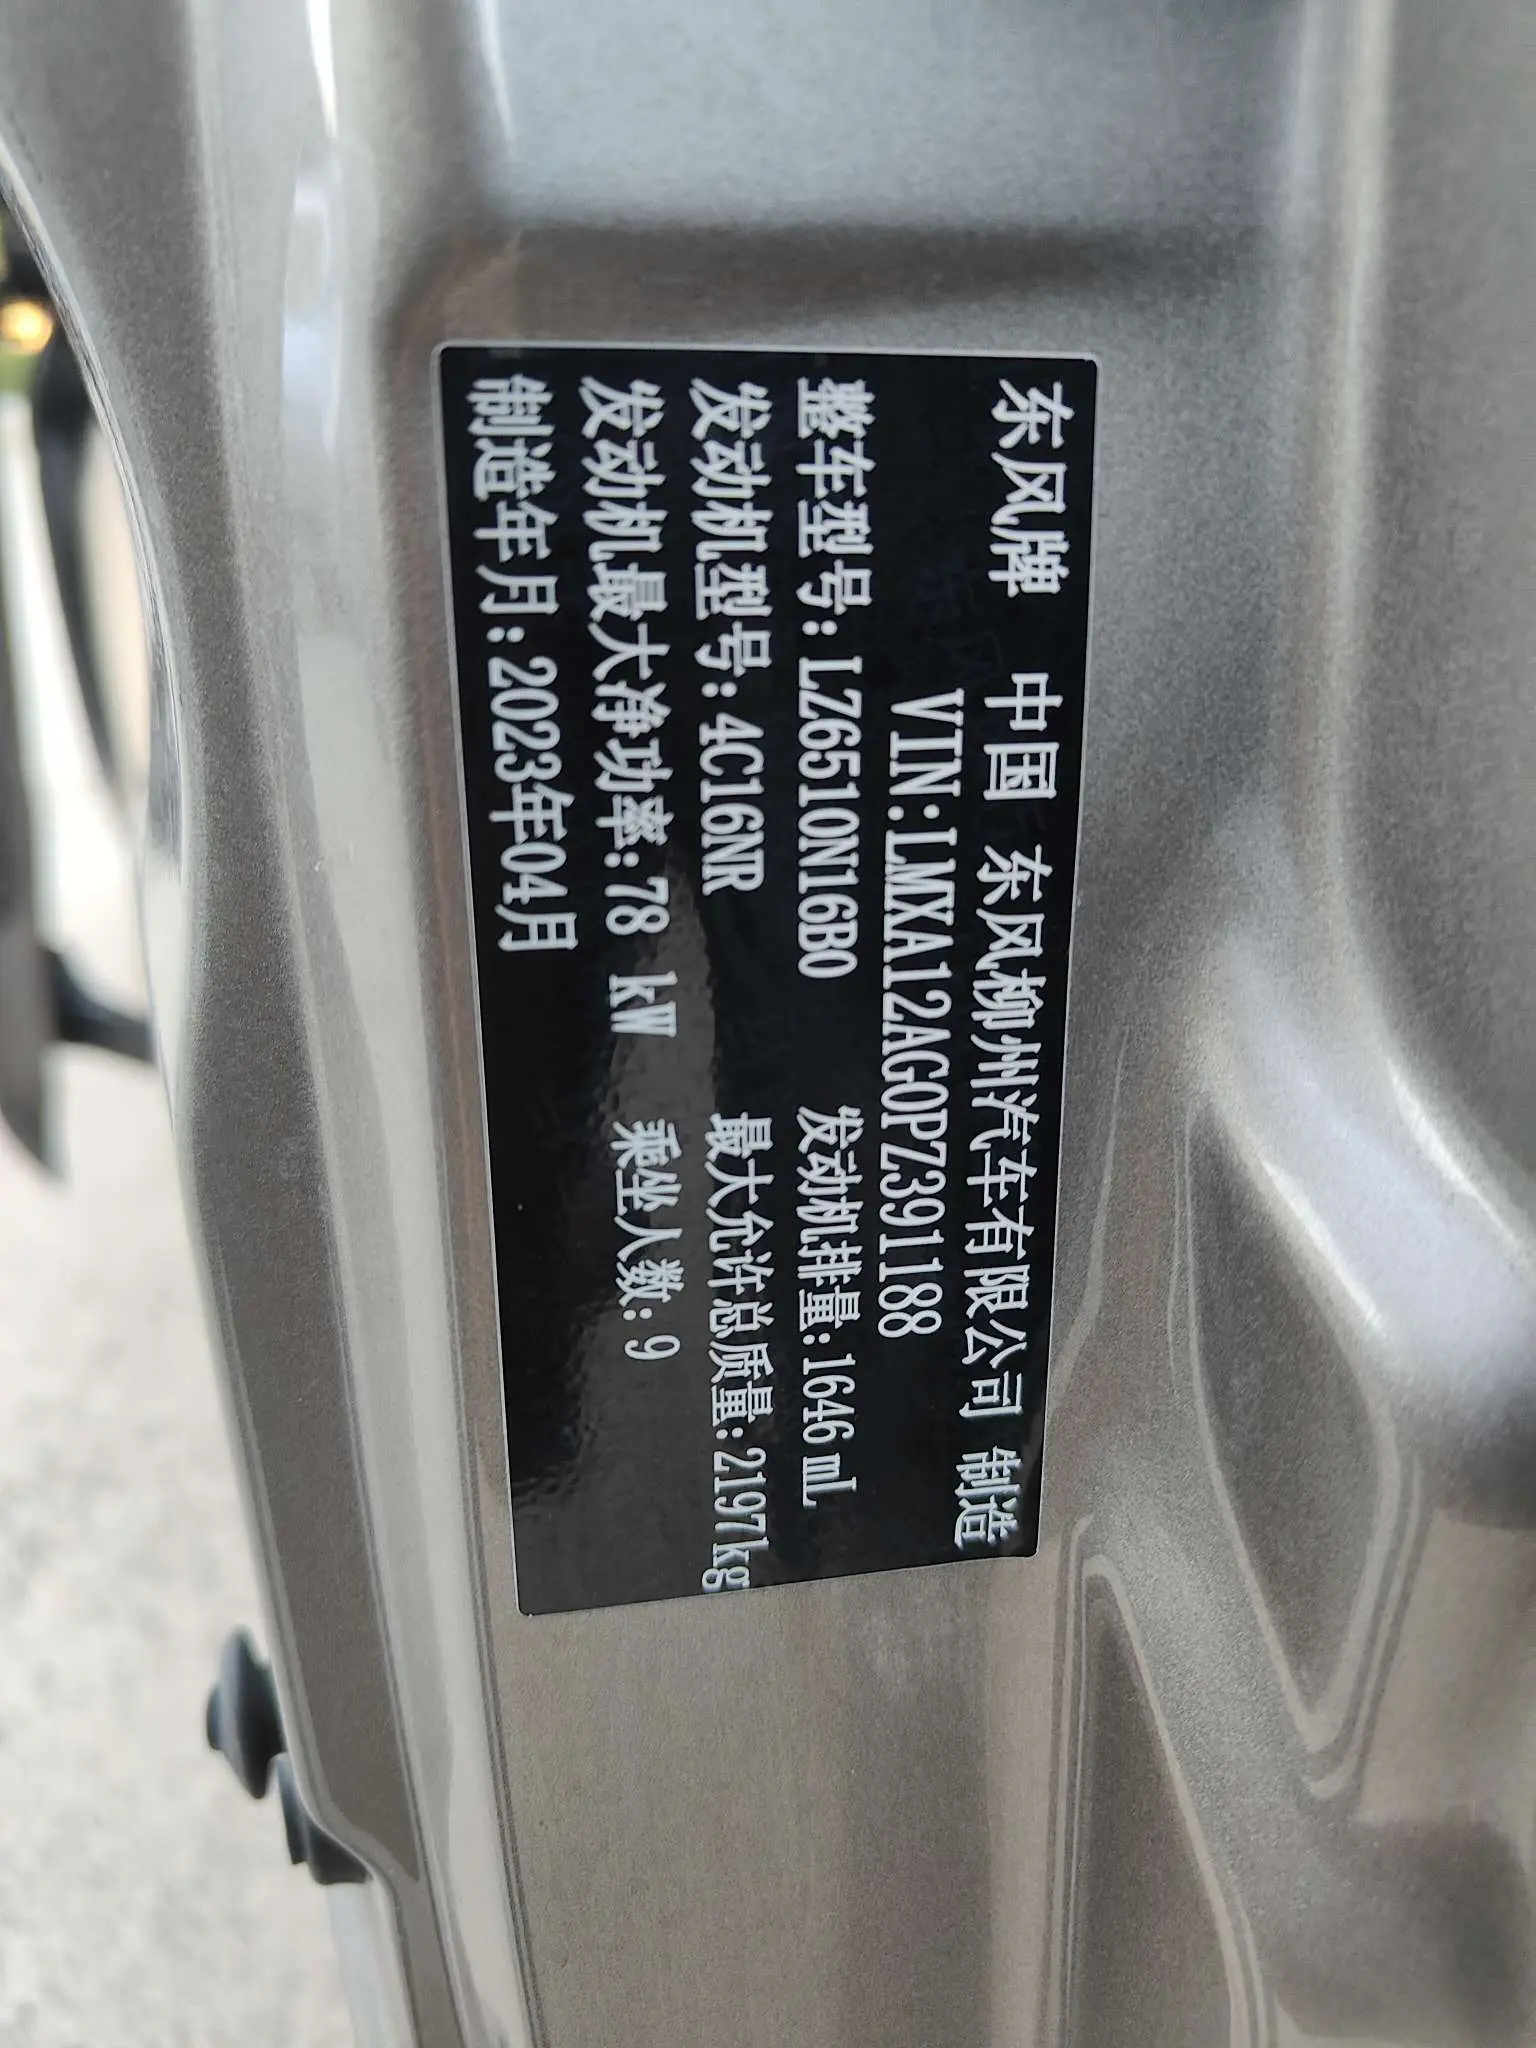 东风牌 中国 东风柳州汽车有限公司 制造
VIN:LMXA12AG0PZ391188
整车型号:LZ6510N16B0 发动机排量:1646 mL
发动机型号:4C16NR 最大允许总质量:2197kg
发动机最大净功率:78 kW 乘坐人数:9
制造年月:2023年04月